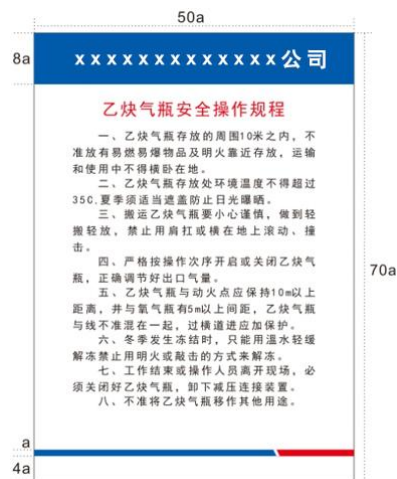 50a
8a
xxxxxxxxxxxxx公司
乙炔气瓶安全操作规程
一、乙炔气瓶存放的周围10米之内，不
准放有易燃易爆物品及明火靠近存放，运输
和使用中不得横卧在地。
二、乙炔气瓶存放处环境温度不得超过
35C.夏季须适当遮盖防止日光曝晒。
三、搬运乙炔气瓶要小心谨慎，做到轻
搬轻放，禁止用肩扛或横在地上滚动、撞
击。
四、严格按操作次序开启或关闭乙炔气
瓶，正确调节好出口气量。
70a
五、乙炔气瓶与动火点应保持10m以上
距离，并与氧气瓶有5m以上间距，乙炔气瓶
与线不准混在一起，过横道进应加保护。
六、冬季发生冻结时，只能用温水轻缓
解冻禁止用明火或敲击的方式来解冻。
七、工作结束或操作人员离开现场，必
须关闭好乙炔气瓶，卸下减压连接装置。
八、不准将乙炔气瓶移作其他用途。
a
4a